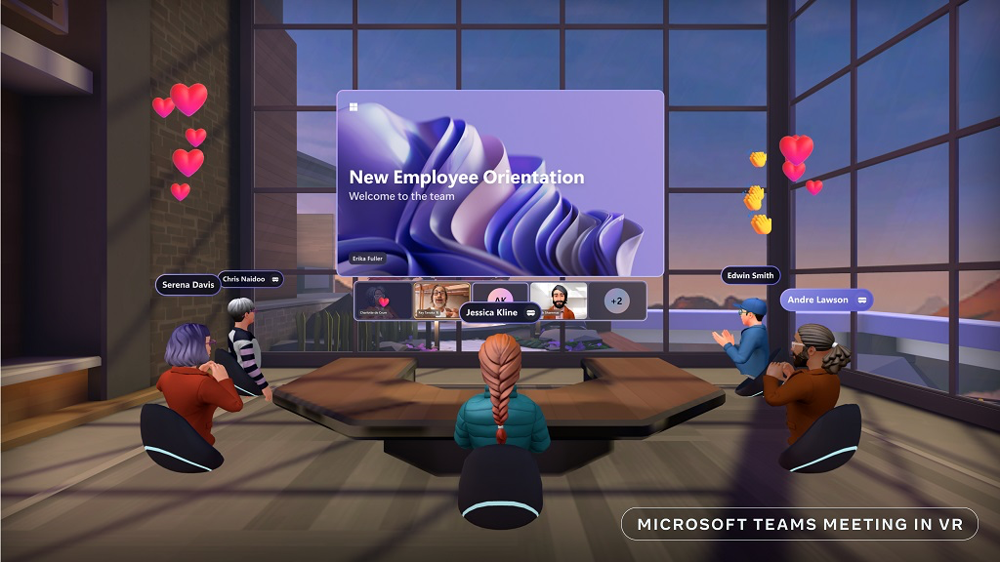 New Employee Orientation
Welcome to the team
Erika Fuller
Serena Davis
Chris Naidoo
Edwin Smith
Andre Lawson
AK
+2
Jessica Kline
MICROSOFT TEAMS MEETING IN VR